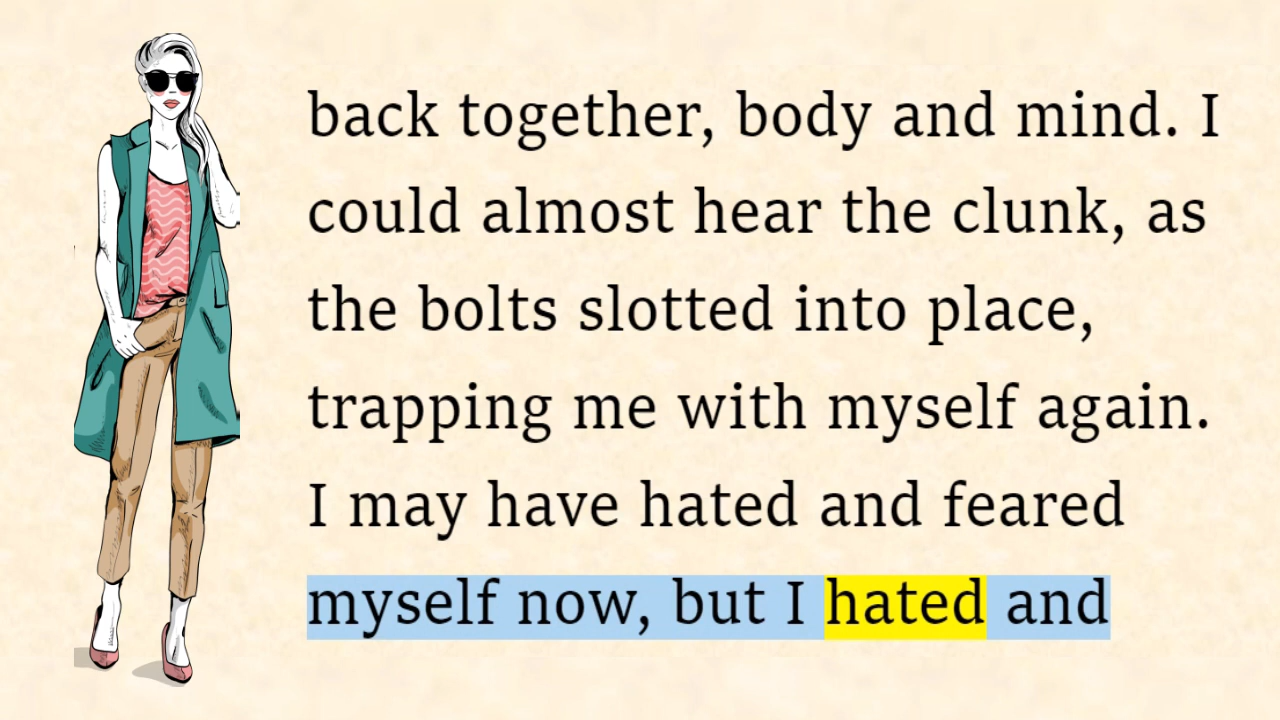 back together, body and mind. I
could almost hear the clunk, as
the bolts slotted into place,
trapping me with myself again.
I may have hated and feared
myself now, but I hated and